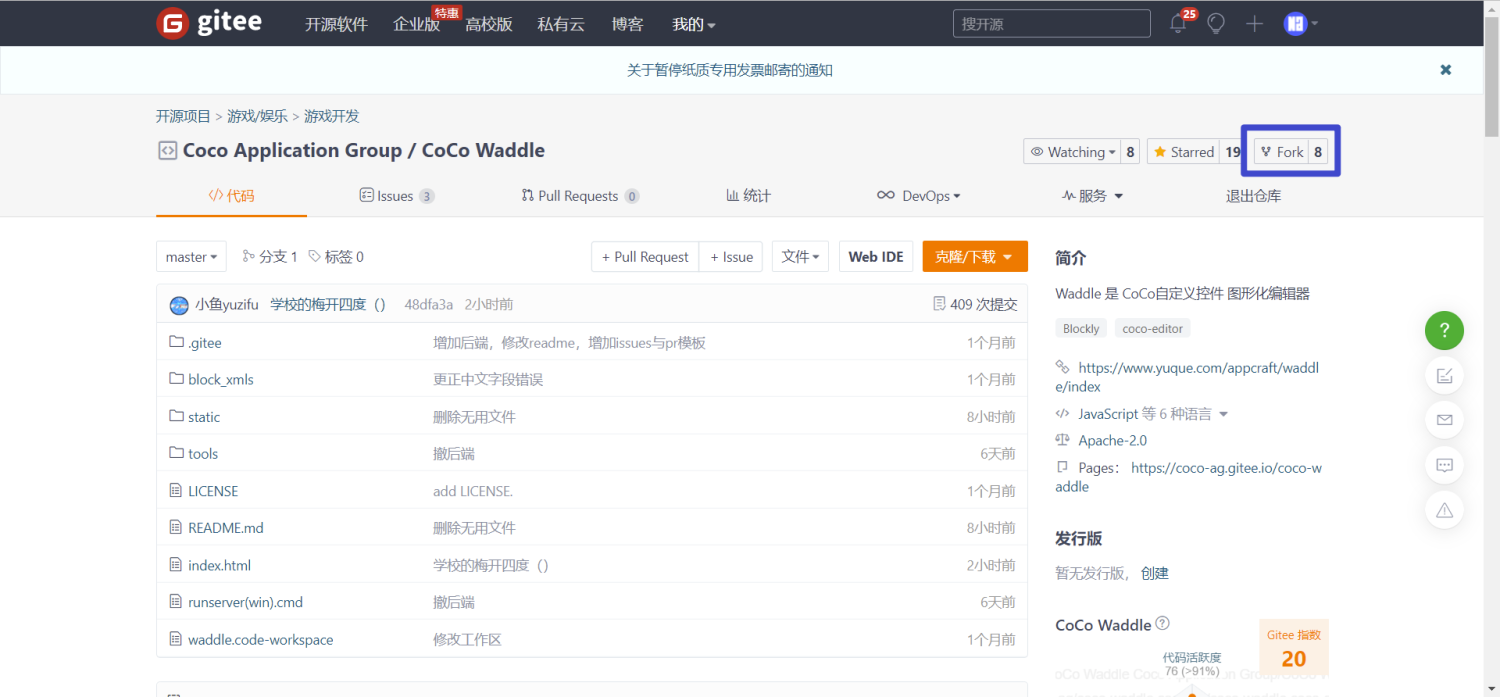 gitee 开源软件 企业版 特惠 高校版 私有云 博客 我的 搜开源 25
关于暂停纸质专用发票邮寄的通知
开源项目 > 游戏/娱乐 > 游戏开发
Coco Application Group / CoCo Waddle Watching 8 Starred 19 Fork 8
代码 Issues 3 Pull Requests 0 统计 DevOps 服务 退出仓库
master 分支 1 标签 0 + Pull Request + Issue 文件 Web IDE 克隆/下载
小鱼yuzifu 学校的梅开四度（） 48dfa3a 2小时前 409 次提交
.gitee 增加后端，修改readme，增加issues与pr模板 1个月前
block_xmls 更正中文字段错误 1个月前
static 删除无用文件 8小时前
tools 撤后端 6天前
LICENSE add LICENSE. 1个月前
README.md 删除无用文件 8小时前
index.html 学校的梅开四度（） 2小时前
runserver(win).cmd 撤后端 6天前
waddle.code-workspace 修改工作区 1个月前
简介
Waddle 是 CoCo自定义控件 图形化编辑器
Blockly coco-editor
https://www.yuque.com/appcraft/waddl
e/index
JavaScript 等 6 种语言
Apache-2.0
Pages： https://coco-ag.gitee.io/coco-w
addle
发行版
暂无发行版， 创建
CoCo Waddle ?
Gitee 指数
20
代码活跃度
76 (>91%)
?